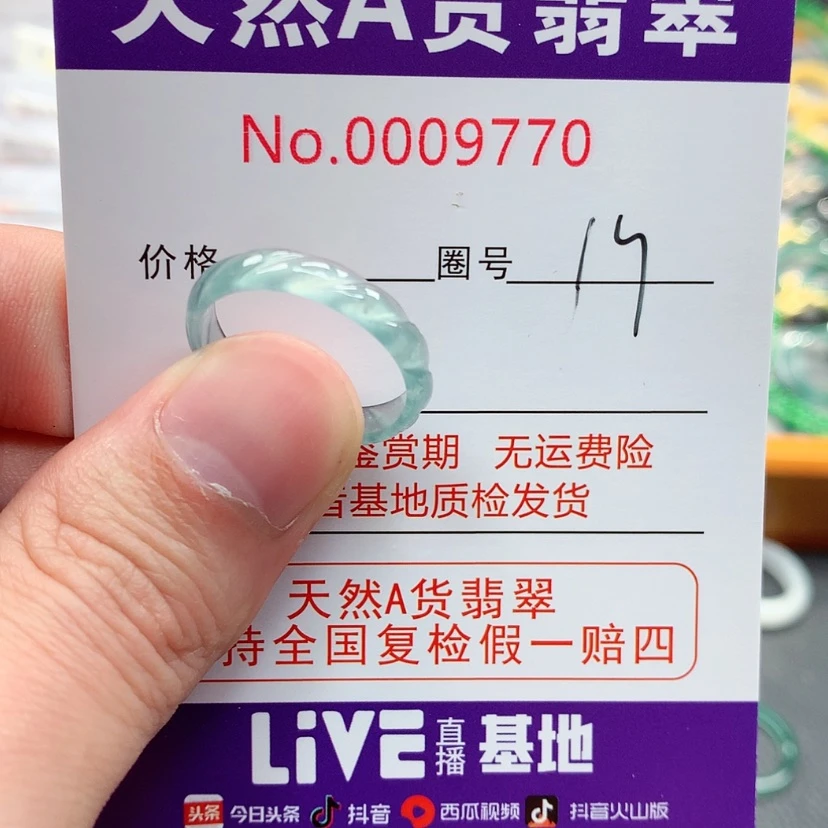 天然A货翡翠
No.0009770
价格 圈号 19
鉴赏期 无运费险
基地质检发货
天然A货翡翠
持全国复检假一赔四
LiVE直播基地
头条 今日头条 抖音 西瓜视频 抖音火山版